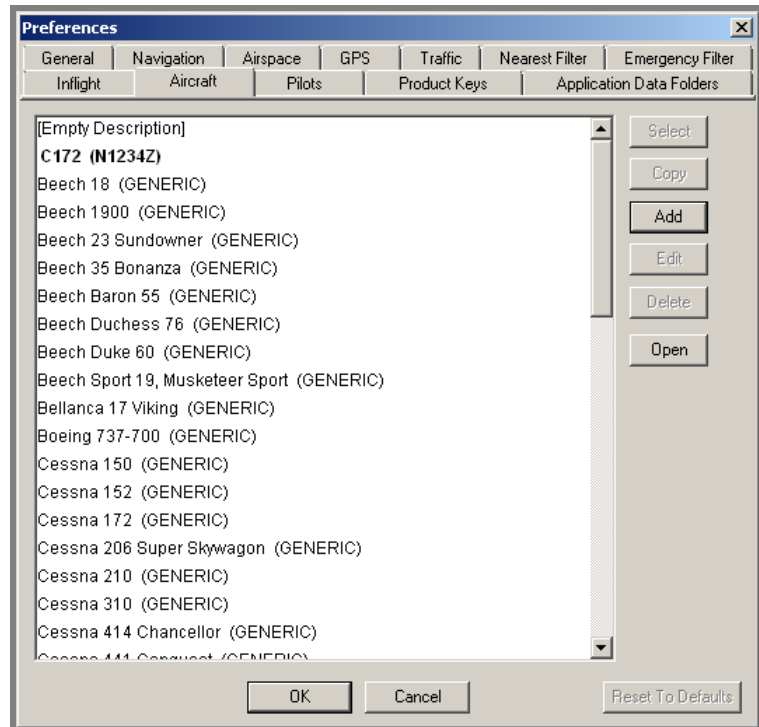 Preferences
General Navigation Airspace GPS Traffic Nearest Filter Emergency Filter
Inflight Aircraft Pilots Product Keys Application Data Folders
[Empty Description]
C172 (N1234Z)
Beech 18 (GENERIC)
Beech 1900 (GENERIC)
Beech 23 Sundowner (GENERIC)
Beech 35 Bonanza (GENERIC)
Beech Baron 55 (GENERIC)
Beech Duchess 76 (GENERIC)
Beech Duke 60 (GENERIC)
Beech Sport 19, Musketeer Sport (GENERIC)
Bellanca 17 Viking (GENERIC)
Boeing 737-700 (GENERIC)
Cessna 150 (GENERIC)
Cessna 152 (GENERIC)
Cessna 172 (GENERIC)
Cessna 206 Super Skywagon (GENERIC)
Cessna 210 (GENERIC)
Cessna 310 (GENERIC)
Cessna 414 Chancellor (GENERIC)
Cessna 441 Conquest (GENERIC)
Select
Copy
Add
Edit
Delete
Open
OK Cancel Reset To Defaults